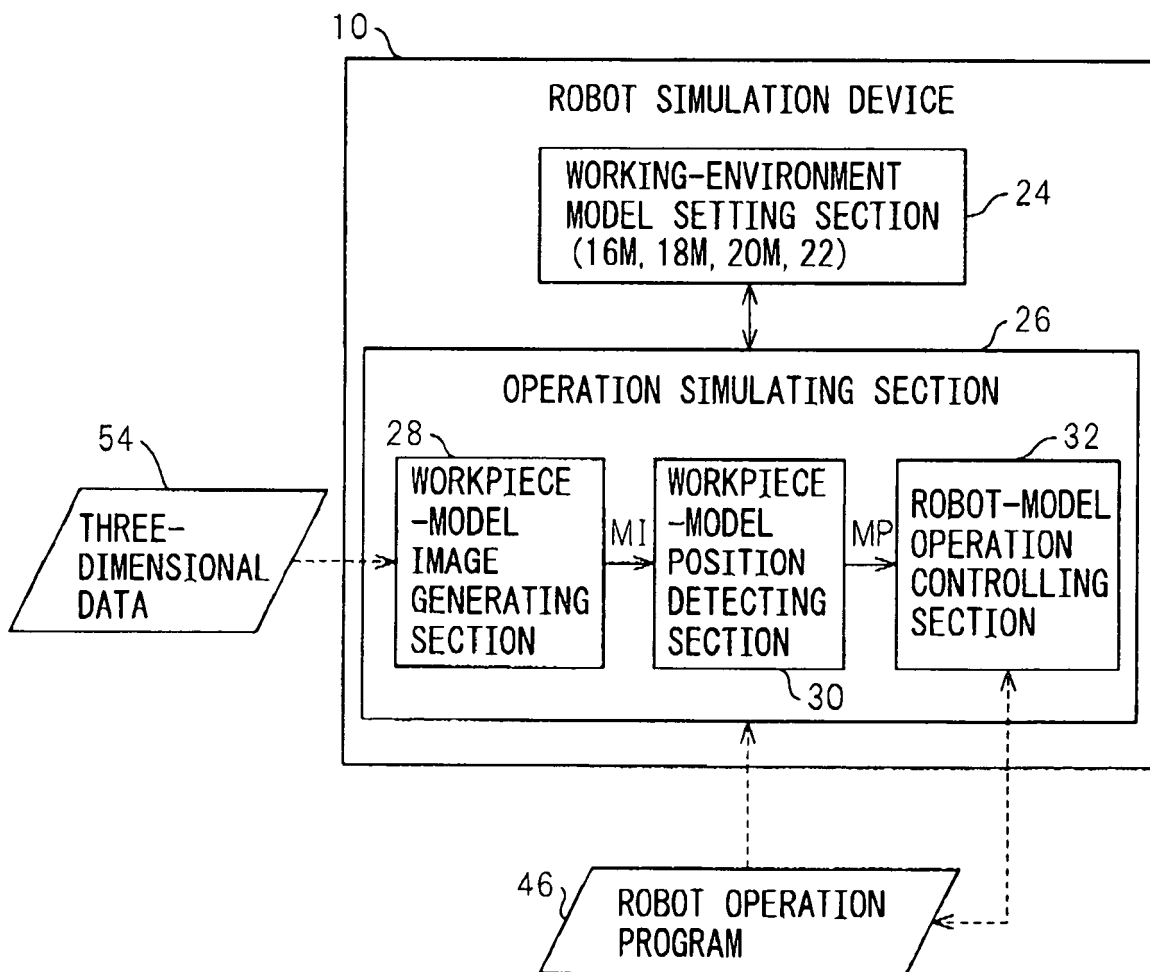 10
ROBOT SIMULATION DEVICE
WORKING-ENVIRONMENT
MODEL SETTING SECTION
(16M, 18M, 20M, 22)
24
26
OPERATION SIMULATING SECTION
54
THREE-
DIMENSIONAL
DATA
28
WORKPIECE
-MODEL
IMAGE
GENERATING
SECTION
MI
WORKPIECE
-MODEL
POSITION
DETECTING
SECTION
30
MP
32
ROBOT-MODEL
OPERATION
CONTROLLING
SECTION
46
ROBOT OPERATION
PROGRAM